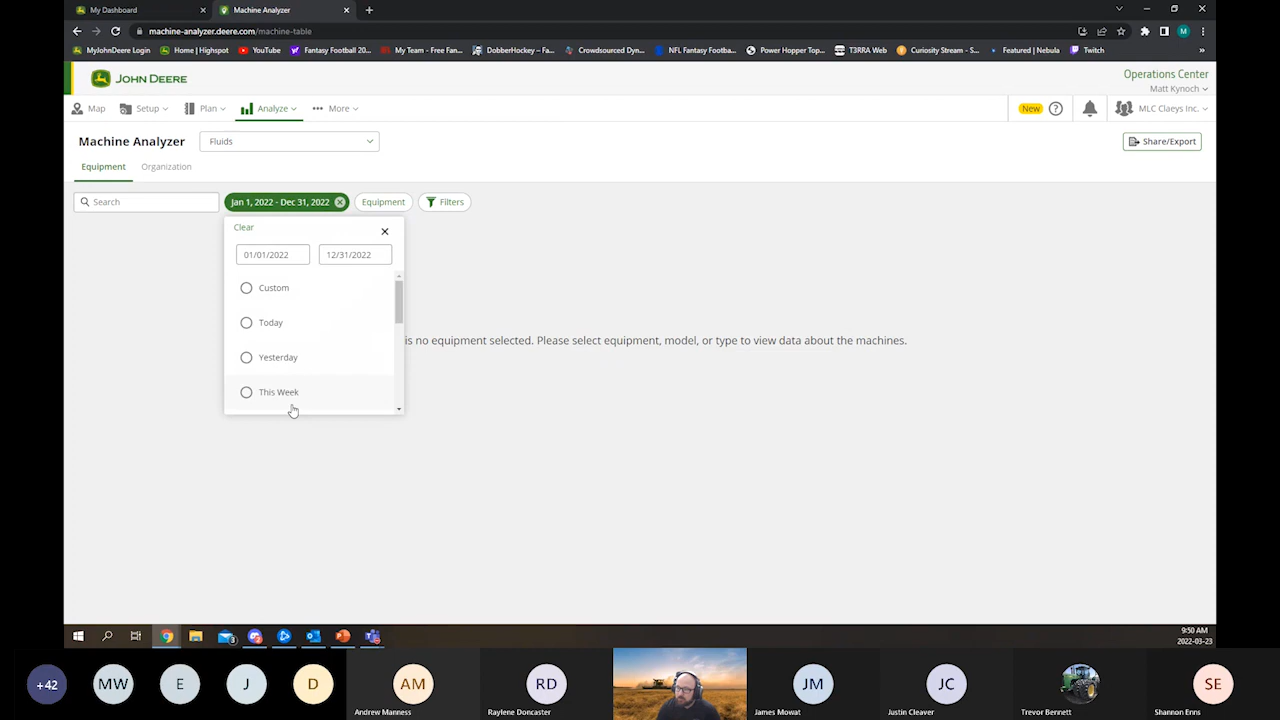 My Dashboard
Machine Analyzer
machine-analyzer.deere.com/machine-table
M
MyJohnDeere Login
Home | Highspot
YouTube
Fantasy Football 20...
My Team - Free Fan...
DobberHockey – Fa...
Crowdsourced Dyn...
NFL Fantasy Footba...
Power Hopper Top...
T3RRA Web
Curiosity Stream - S...
Featured | Nebula
Twitch
JOHN DEERE
Operations Center
Matt Kynoch
Map
Setup
Plan
Analyze
More
New
MLC Claeys Inc.
Machine Analyzer
Fluids
Share/Export
Equipment
Organization
Search
Jan 1, 2022 - Dec 31, 2022
Equipment
Filters
Clear
01/01/2022
12/31/2022
Custom
Today
Yesterday
This Week
is no equipment selected. Please select equipment, model, or type to view data about the machines.
9:50 AM
2022-03-23
+42
MW
E
J
D
AM
RD
JM
JC
SE
Andrew Manness
Raylene Doncaster
James Mowat
Justin Cleaver
Trevor Bennett
Shannon Enns